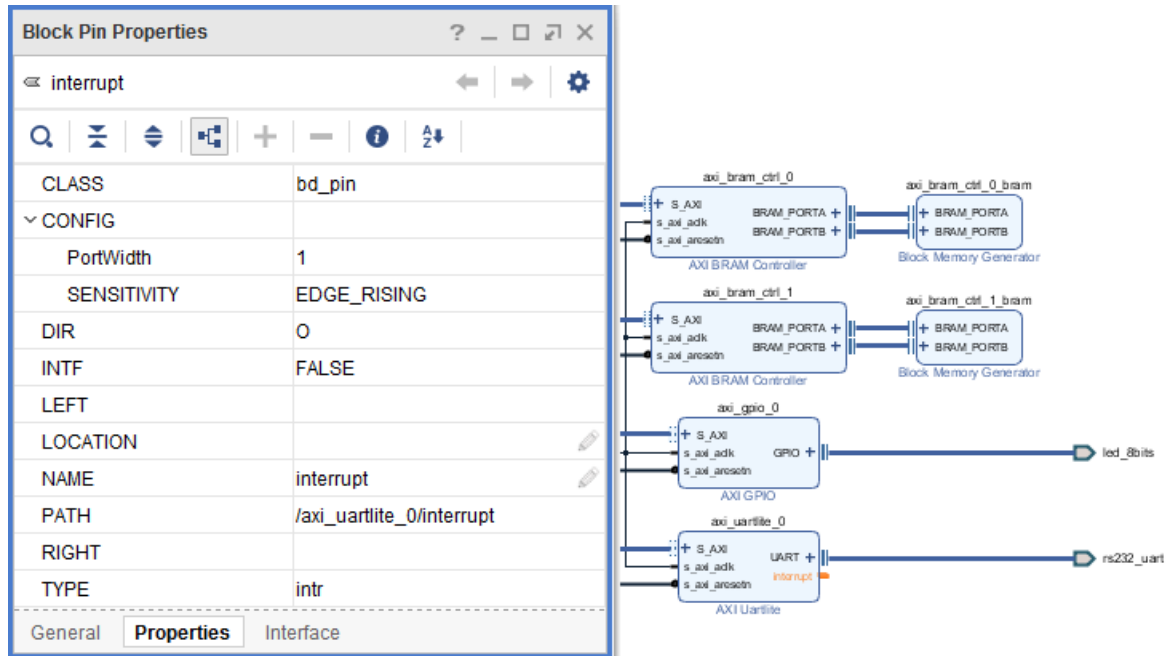 Block Pin Properties
interrupt
CLASS bd_pin
CONFIG
PortWidth 1
SENSITIVITY EDGE_RISING
DIR O
INTF FALSE
LEFT
LOCATION
NAME interrupt
PATH /axi_uartlite_0/interrupt
RIGHT
TYPE intr
General Properties Interface
axi_bram_ctrl_0
S_AXI
s_axi_aclk
s_axi_aresetn
BRAM_PORTA
BRAM_PORTB
AXI BRAM Controller
axi_bram_ctrl_0_bram
BRAM_PORTA
BRAM_PORTB
Block Memory Generator
axi_bram_ctrl_1
S_AXI
s_axi_aclk
s_axi_aresetn
BRAM_PORTA
BRAM_PORTB
AXI BRAM Controller
axi_bram_ctrl_1_bram
BRAM_PORTA
BRAM_PORTB
Block Memory Generator
axi_gpio_0
S_AXI
s_axi_aclk
s_axi_aresetn
GPIO
AXI GPIO
led_8bits
axi_uartlite_0
S_AXI
s_axi_aclk
s_axi_aresetn
UART
interrupt
AXI Uartlite
rs232_uart